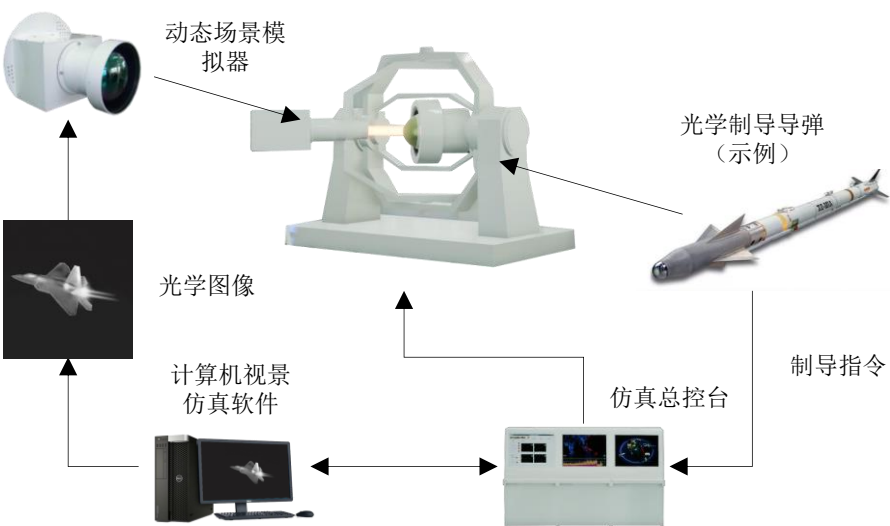 动态场景模
拟器
光学制导导弹
（示例）
光学图像
制导指令
计算机视景
仿真软件
仿真总控台